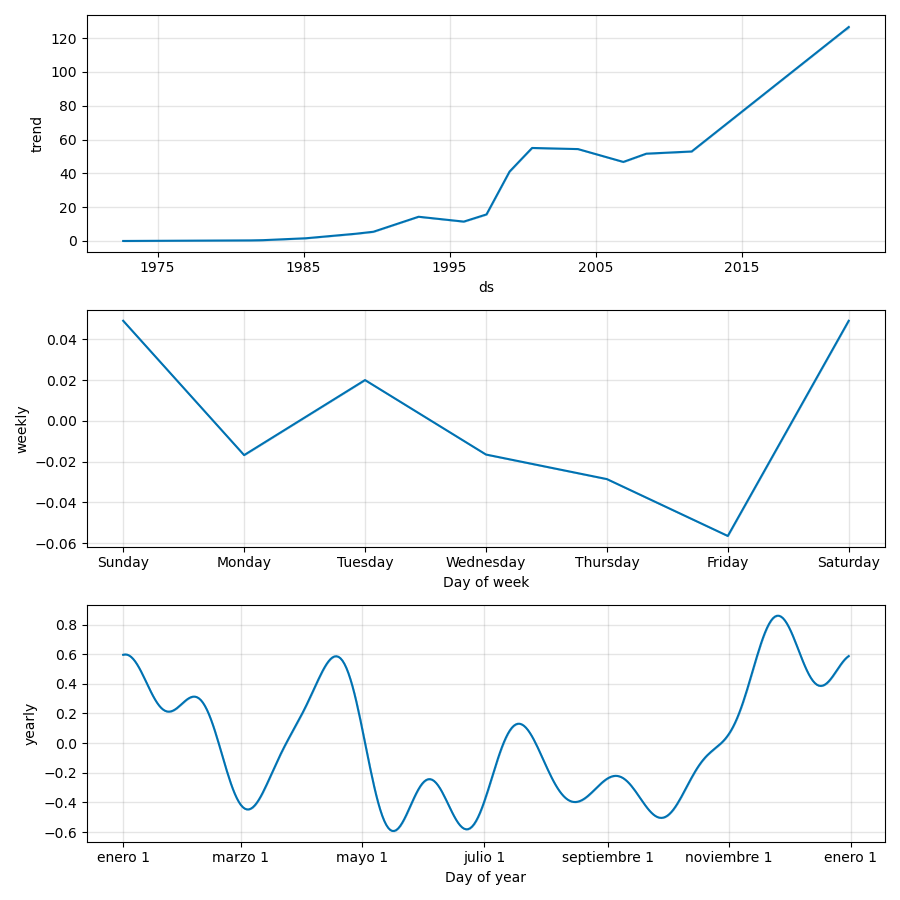 120
100
80
60
40
20
0
trend
1975 1985 1995 2005 2015
ds
0.04
0.02
0.00
−0.02
−0.04
−0.06
weekly
Sunday Monday Tuesday Wednesday Thursday Friday Saturday
Day of week
0.8
0.6
0.4
0.2
0.0
−0.2
−0.4
−0.6
yearly
enero 1 marzo 1 mayo 1 julio 1 septiembre 1 noviembre 1 enero 1
Day of year